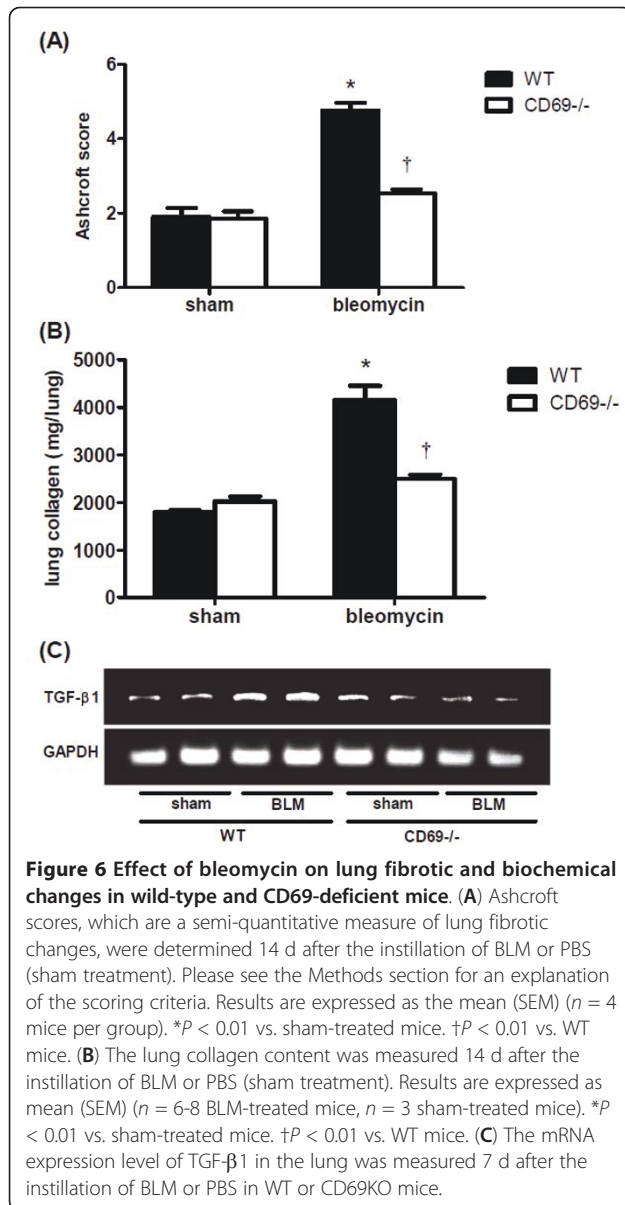 (A)
6
4
2
0
Ashcroft score
*
†
WT
CD69-/-
sham
bleomycin
(B)
5000
4000
3000
2000
1000
0
lung collagen (mg/lung)
*
†
WT
CD69-/-
sham
bleomycin
(C)
TGF-β1
GAPDH
sham BLM sham BLM
WT CD69-/-
Figure 6 Effect of bleomycin on lung fibrotic and biochemical
changes in wild-type and CD69-deficient mice. (A) Ashcroft
scores, which are a semi-quantitative measure of lung fibrotic
changes, were determined 14 d after the instillation of BLM or PBS
(sham treatment). Please see the Methods section for an explanation
of the scoring criteria. Results are expressed as the mean (SEM) (n = 4
mice per group). *P < 0.01 vs. sham-treated mice. †P < 0.01 vs. WT
mice. (B) The lung collagen content was measured 14 d after the
instillation of BLM or PBS (sham treatment). Results are expressed as
mean (SEM) (n = 6-8 BLM-treated mice, n = 3 sham-treated mice). *P
< 0.01 vs. sham-treated mice. †P < 0.01 vs. WT mice. (C) The mRNA
expression level of TGF-β1 in the lung was measured 7 d after the
instillation of BLM or PBS in WT or CD69KO mice.